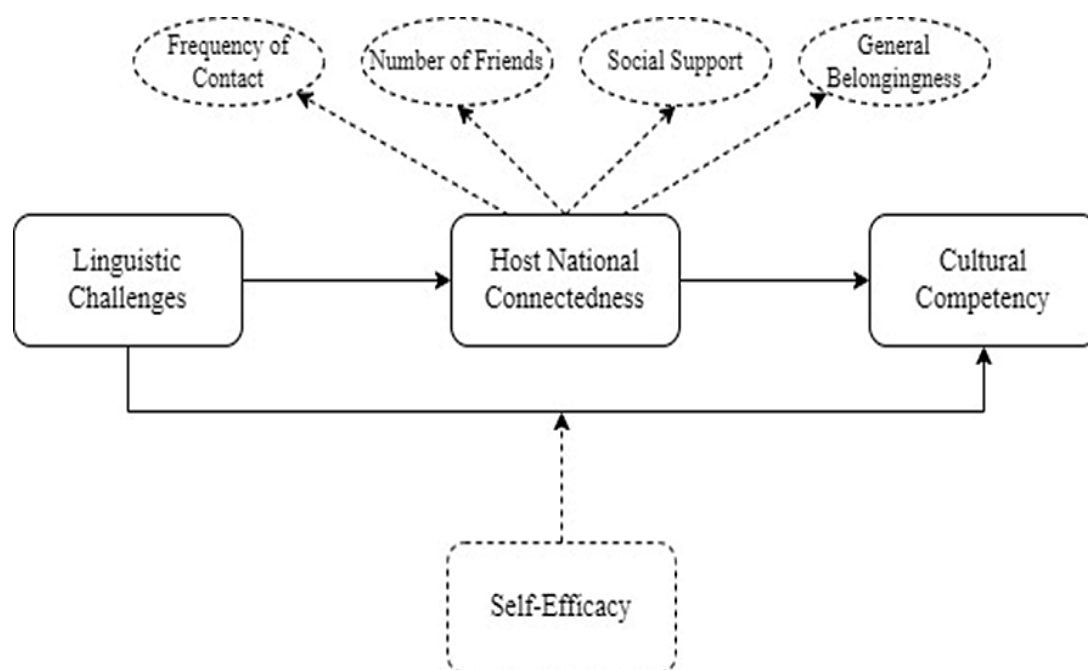 Frequency of
Contact
Number of Friends
Social Support
General
Belongingness
Linguistic
Challenges
Host National
Connectedness
Cultural
Competency
Self-Efficacy